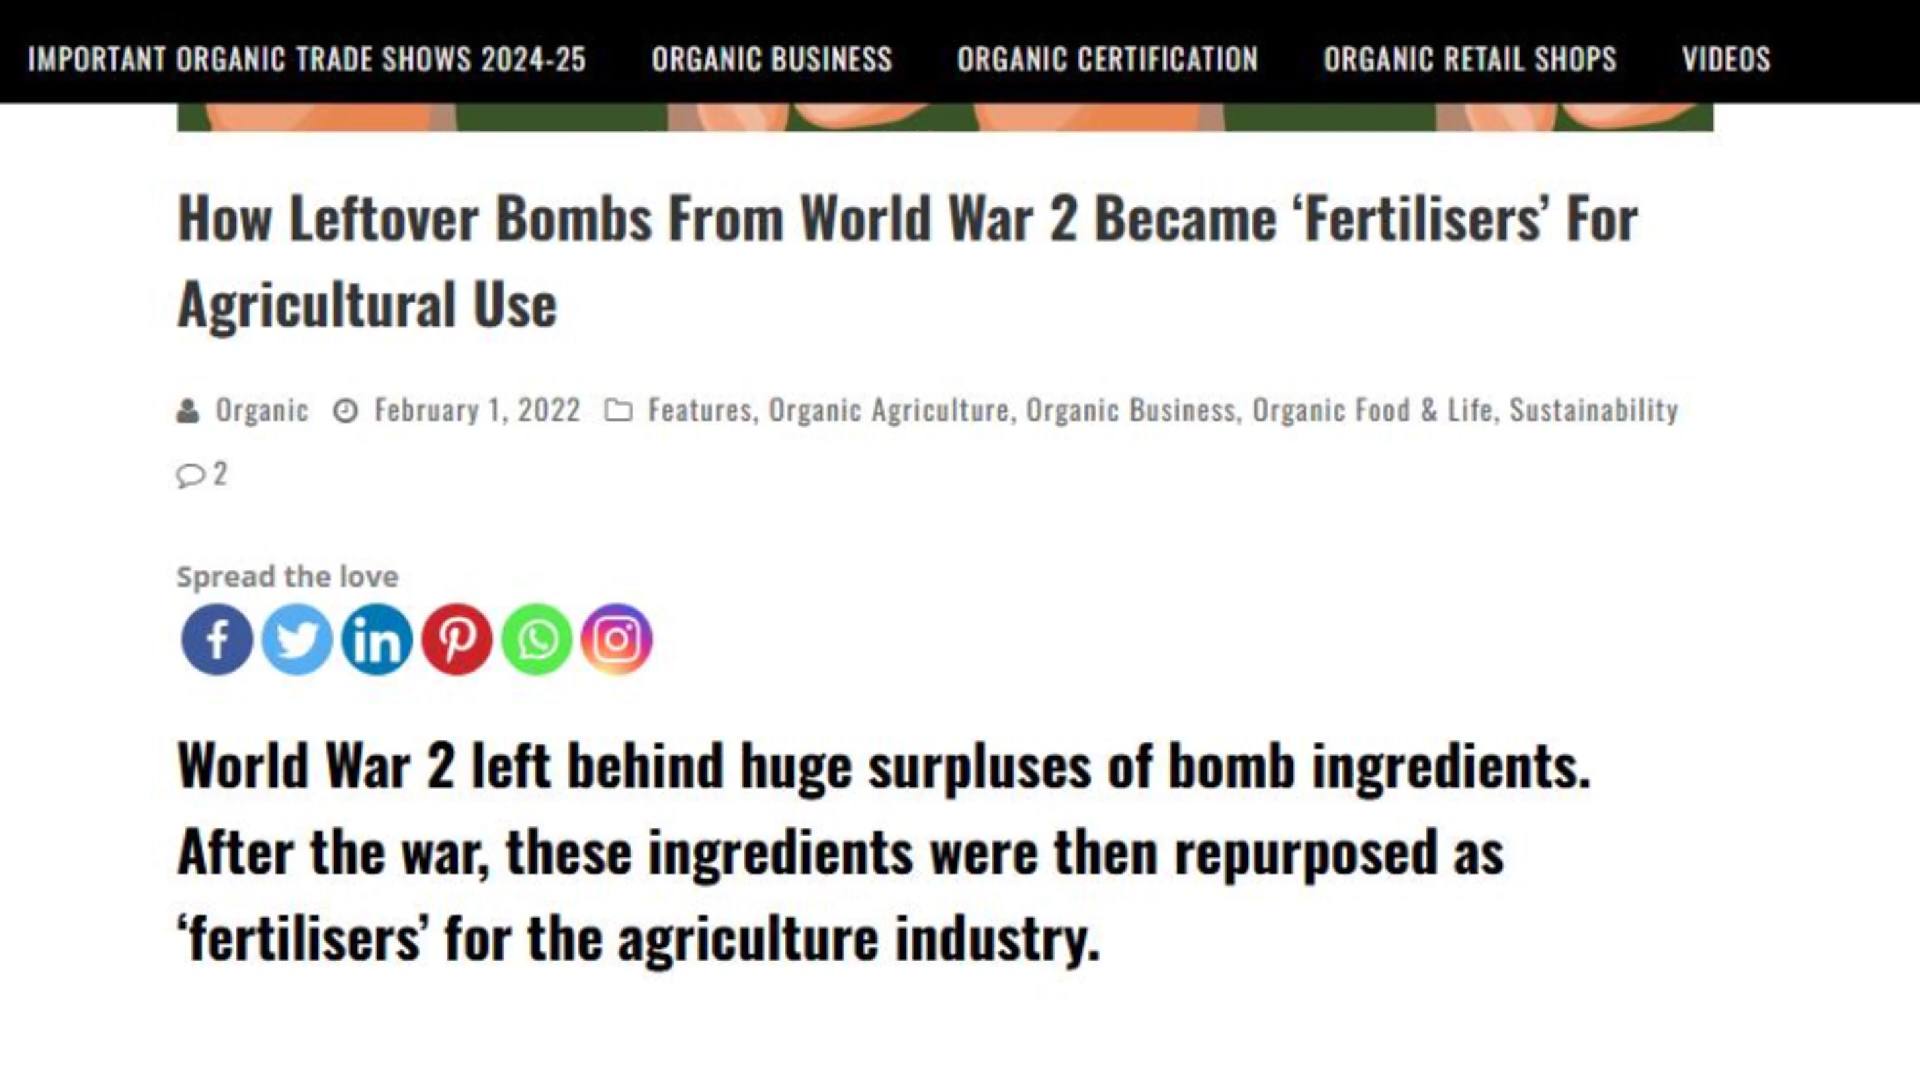 IMPORTANT ORGANIC TRADE SHOWS 2024-25 ORGANIC BUSINESS ORGANIC CERTIFICATION ORGANIC RETAIL SHOPS VIDEOS
How Leftover Bombs From World War 2 Became ‘Fertilisers’ For
Agricultural Use
Organic February 1, 2022 Features, Organic Agriculture, Organic Business, Organic Food & Life, Sustainability
2
Spread the love
World War 2 left behind huge surpluses of bomb ingredients.
After the war, these ingredients were then repurposed as
‘fertilisers’ for the agriculture industry.